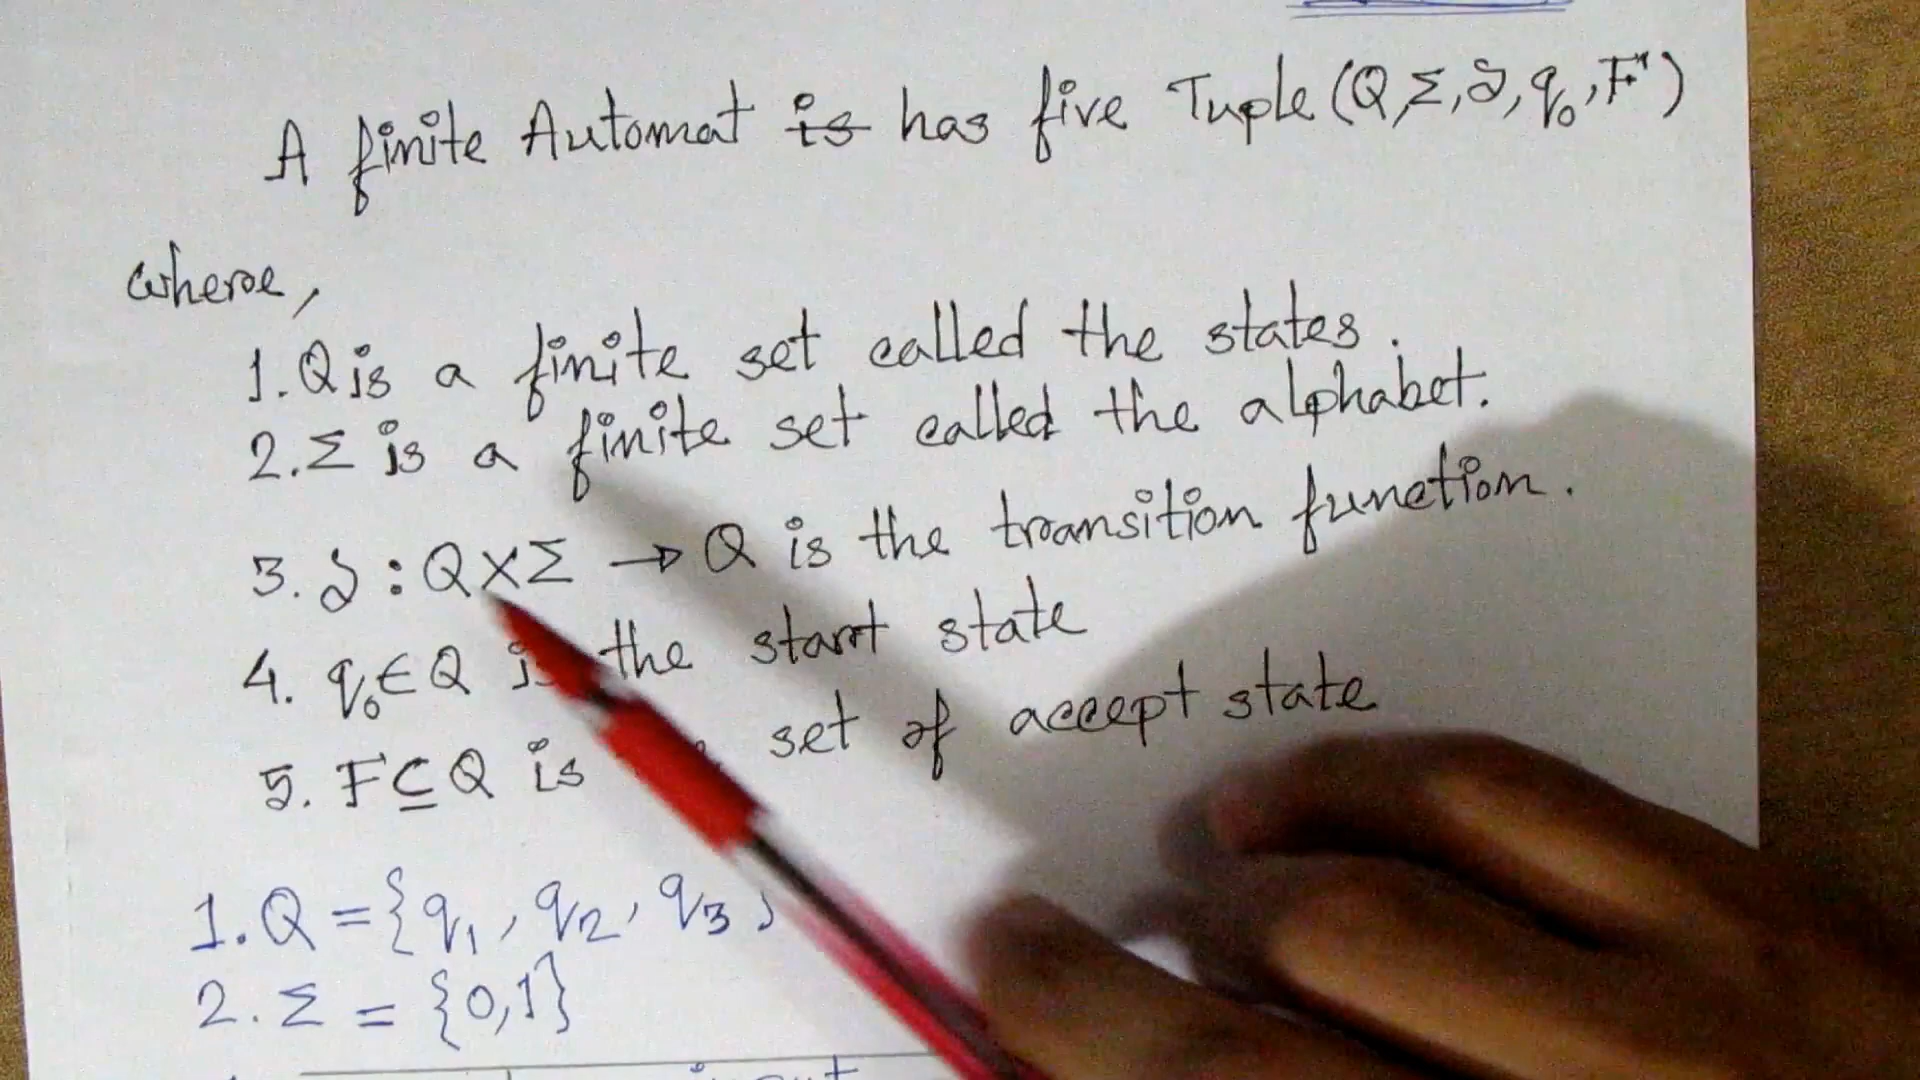 A finite Automat is has five Tuple (Q, Σ, δ, q₀, F)
where,
1. Q is a finite set called the states.
2. Σ is a finite set called the alphabet.
3. δ : Q × Σ → Q is the transition function.
4. q₀ ∈ Q is the start state
5. F ⊆ Q is set of accept state
1. Q = {q₁, q₂, q₃
2. Σ = {0,1}
input